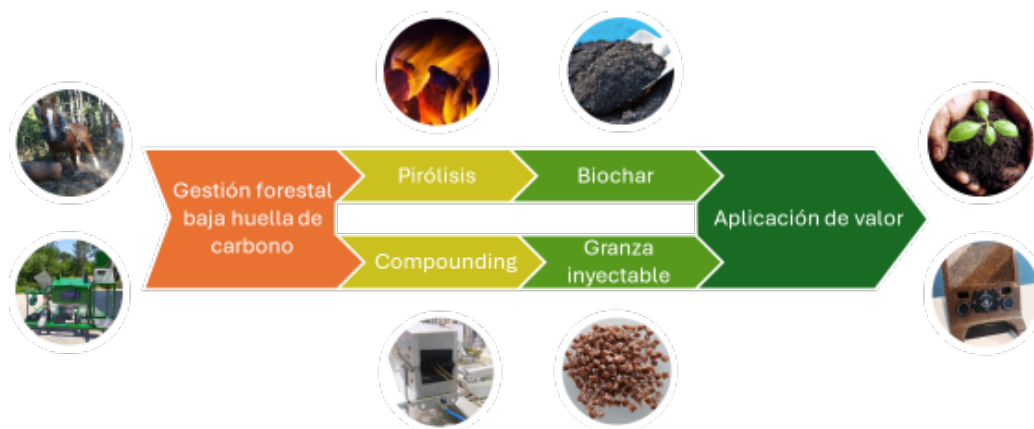 Gestión forestal
baja huella de
carbono
Pirólisis
Biochar
Compounding
Granza
inyectable
Aplicación de valor